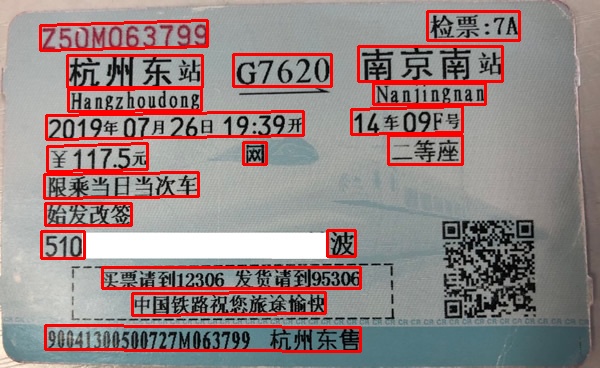 Z50M063799 检票:7A
杭州东站 G7620 南京南站
Hangzhoudong Nanjingnan
2019年07月26日 19:39开 14车09F号
￥117.5元 网 二等座
限乘当日当次车
始发改签
510 波
买票请到12306 发货请到95306
中国铁路祝您旅途愉快
90041300500727M063799 杭州东售